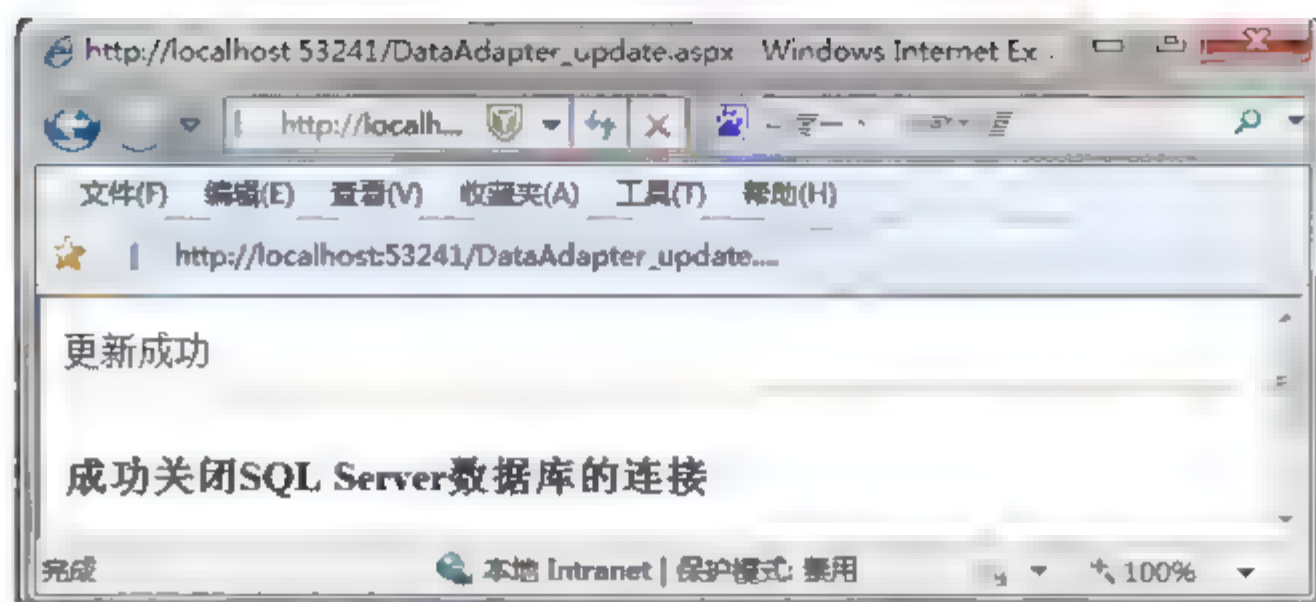 http://localhost 53241/DataAdapter_update.aspx Windows Internet Ex .
http://localh...
文件(F) 编辑(E) 查看(V) 收藏夹(A) 工具(T) 帮助(H)
http://localhost:53241/DataAdapter_update....
更新成功
成功关闭SQL Server数据库的连接
完成 本地 Intranet | 保护模式: 禁用 100%